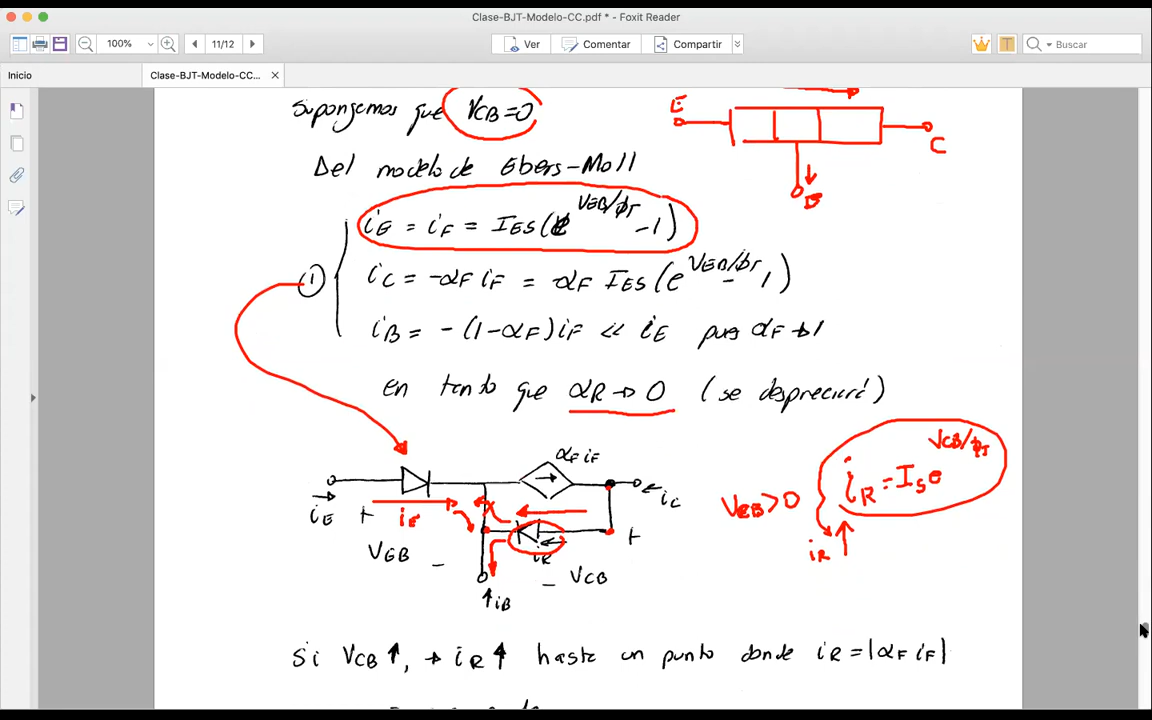 Clase-BJT-Modelo-CC.pdf * - Foxit Reader
100%
11/12
Ver
Comentar
Compartir
Buscar
Inicio
Clase-BJT-Modelo-CC...
Supongamos que VCB=0
E
C
B
Del modelo de Ebers-Moll
① iE = iF = IES(e^VEB/ϕT -1)
iC = -αF iF = -αF IES(e^VEB/ϕT - 1)
iB = -(1-αF)iF << iE pues αF→1
en tanto que αR→0 (se despreciará)
αF iF
VCB>0
iR=IS e^VCB/ϕT
iR↑
iE
+ iF
iC
VEB
-
iR
+
- VCB
iB
Si VCB↑, → iR↑ hasta un punto donde iR=|αF iF|